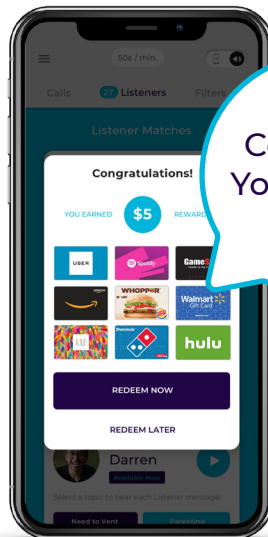 50¢ / min.
Calls 27 Listeners Filters
Listener Matches
Congratulations!
YOU EARNED $5 REWARD
UBER Spotify GameS
WHOPPER Walmart
Gift Card
GAP Domino's hulu
REDEEM NOW
REDEEM LATER
Darren
Available Now
Select a topic to hear each Listener message.
Need to Vent Parenting
C
Yo